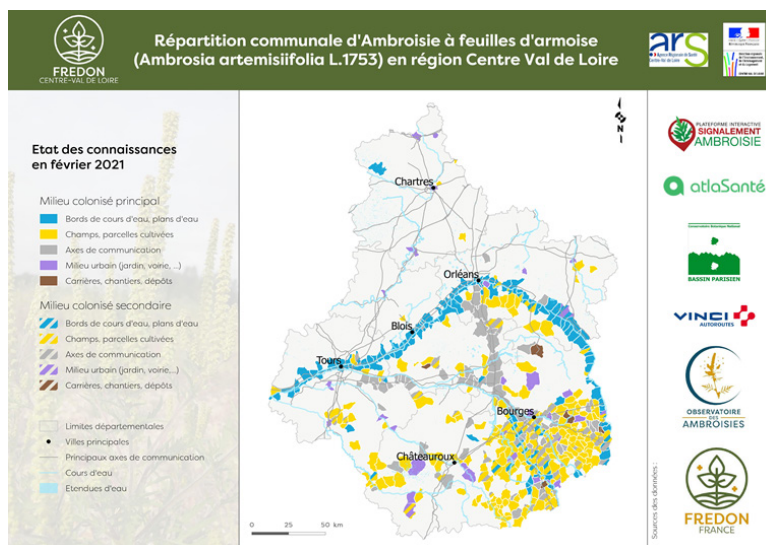 FREDON
CENTRE-VAL DE LOIRE
Répartition communale d'Ambroisie à feuilles d'armoise
(Ambrosia artemisiifolia L.1753) en région Centre Val de Loire
ars
Etat des connaissances
en février 2021
Milieu colonisé principal
Bords de cours d'eau, plans d'eau
Champs, parcelles cultivées
Axes de communication
Milieu urbain (jardin, voirie, ...)
Carrières, chantiers, dépôts
Milieu colonisé secondaire
Bords de cours d'eau, plans d'eau
Champs, parcelles cultivées
Axes de communication
Milieu urbain (jardin, voirie,...)
Carrières, chantiers, dépôts
Limites départementales
Villes principales
Principaux axes de communication
Cours d'eau
Etendues d'eau
N
Chartres
Orléans
Blois
Tours
Bourges
Châteauroux
0 25 50 km
Sources des données :
PLATEFORME INTERACTIVE
SIGNALEMENT
AMBROISIE
atlaSanté
Conservatoire Botanique National
BASSIN PARISIEN
VINCI
AUTOROUTES
OBSERVATOIRE
DES
AMBROISIES
FREDON
FRANCE